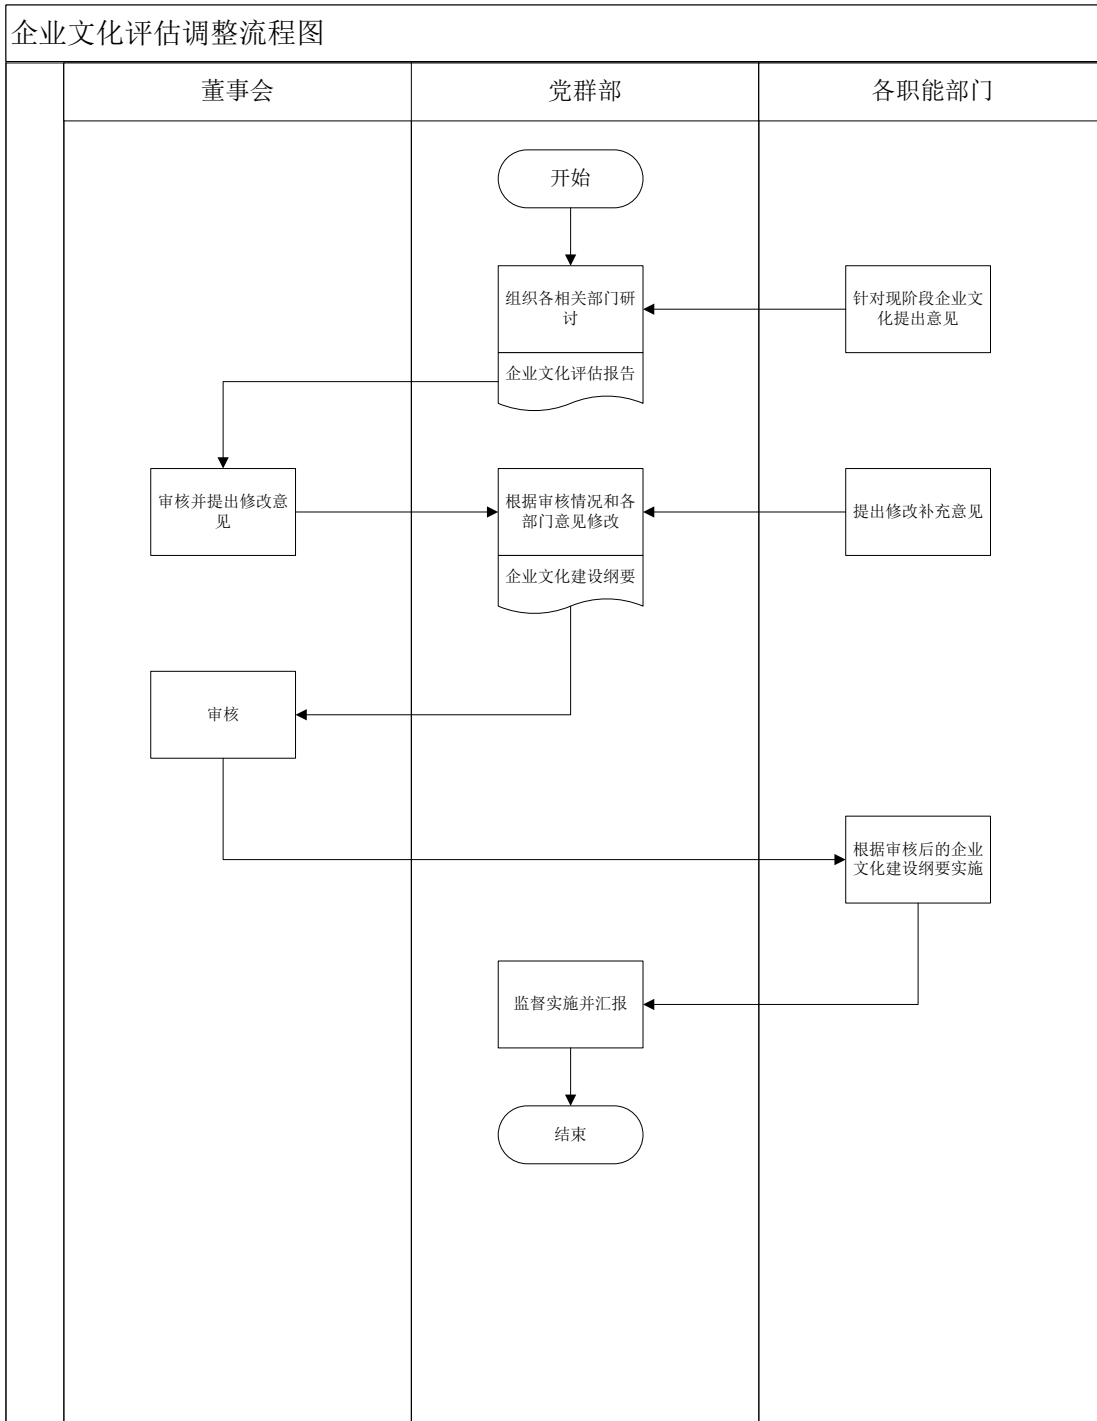 企业文化评估调整流程图
董事会
党群部
各职能部门
开始
组织各相关部门研
讨
针对现阶段企业文
化提出意见
企业文化评估报告
审核并提出修改意
见
根据审核情况和各
部门意见修改
提出修改补充意见
企业文化建设纲要
审核
根据审核后的企业
文化建设纲要实施
监督实施并汇报
结束